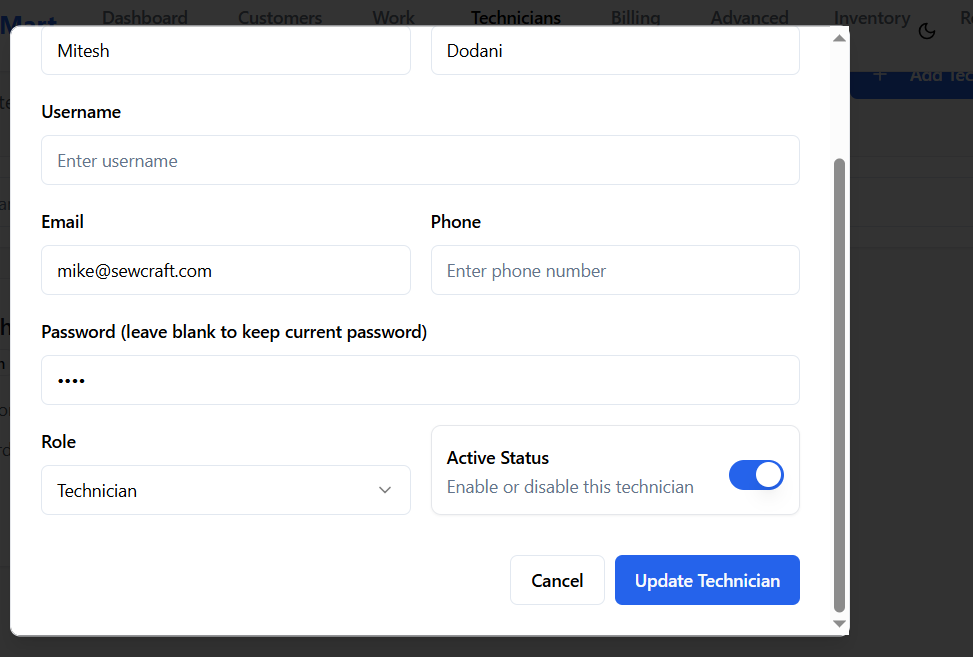 Mart Dashboard Customers Work Technicians Billing Advanced Inventory
Add Tec
Mitesh Dodani
Username
Enter username
Email Phone
mike@sewcraft.com Enter phone number
Password (leave blank to keep current password)
••••
Role
Technician
Active Status
Enable or disable this technician
Cancel Update Technician